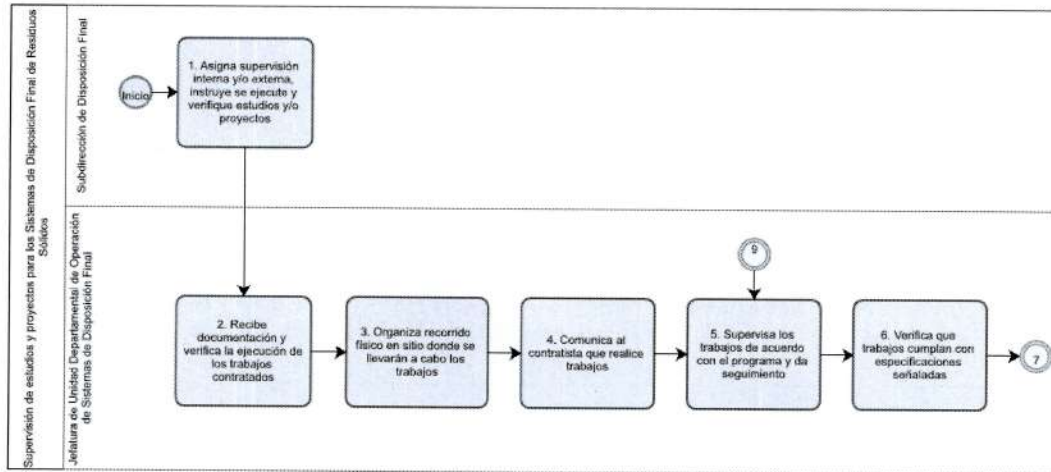 Supervisión de estudios y proyectos para los Sistemas de Disposición Final de Residuos
Sólidos
Subdirección de Disposición Final
Inicio
1. Asigna supervisión
interna y/o externa,
instruye se ejecute y
verifique estudios y/o
proyectos
Jefatura de Unidad Departamental de Operación
de Sistemas de Disposición Final
2. Recibe
documentación y
verifica la ejecución de
los trabajos
contratados
3. Organiza recorrido
físico en sitio donde se
llevarán a cabo los
trabajos
4. Comunica al
contratista que realice
trabajos
9
5. Supervisa los
trabajos de acuerdo
con el programa y da
seguimiento
6. Verifica que
trabajos cumplan con
especificaciones
señaladas
7